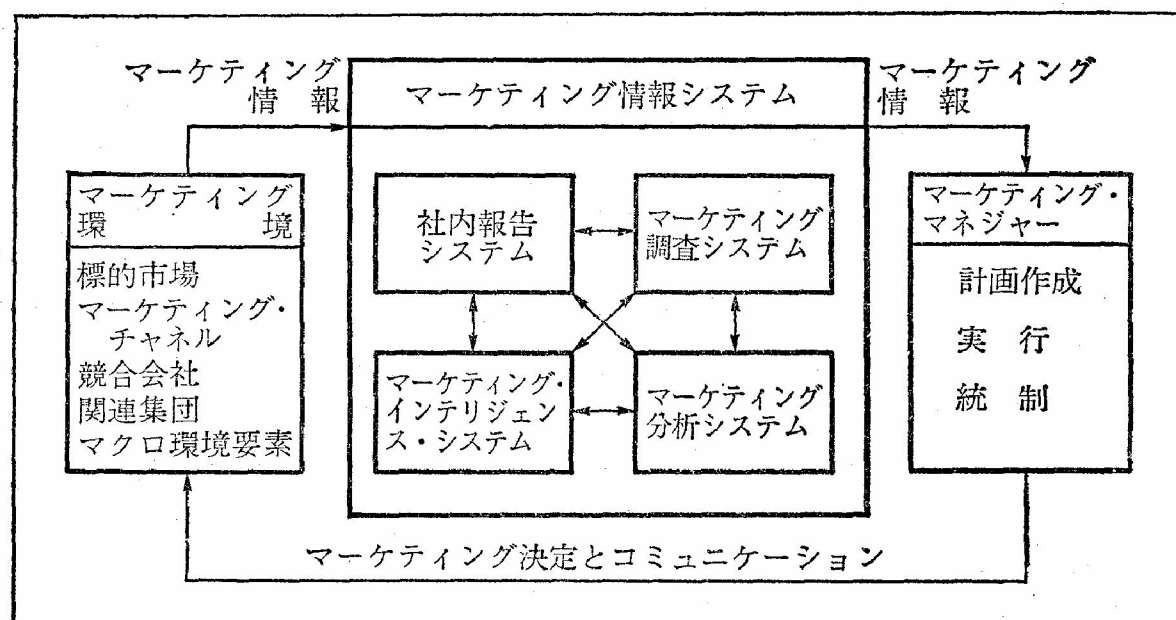 マーケティング
情報
マーケティング情報システム
マーケティング
情報
マーケティング
環境
標的市場
マーケティング・
チャネル
競合会社
関連集団
マクロ環境要素
社内報告
システム
マーケティング
調査システム
マーケティング・
インテリジェン
ス・システム
マーケティング
分析システム
マーケティング・
マネジャー
計画作成
実行
統制
マーケティング決定とコミュニケーション